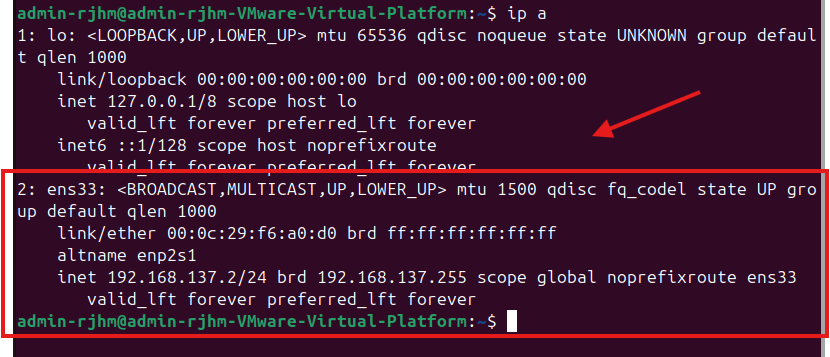 admin-rjhm@admin-rjhm-VMware-Virtual-Platform:~$ ip a
1: lo: <LOOPBACK,UP,LOWER_UP> mtu 65536 qdisc noqueue state UNKNOWN group defaul
t qlen 1000
    link/loopback 00:00:00:00:00:00 brd 00:00:00:00:00:00
    inet 127.0.0.1/8 scope host lo
       valid_lft forever preferred_lft forever
    inet6 ::1/128 scope host noprefixroute
       valid_lft forever preferred_lft forever
2: ens33: <BROADCAST,MULTICAST,UP,LOWER_UP> mtu 1500 qdisc fq_codel state UP gro
up default qlen 1000
    link/ether 00:0c:29:f6:a0:d0 brd ff:ff:ff:ff:ff:ff
    altname enp2s1
    inet 192.168.137.2/24 brd 192.168.137.255 scope global noprefixroute ens33
       valid_lft forever preferred_lft forever
admin-rjhm@admin-rjhm-VMware-Virtual-Platform:~$